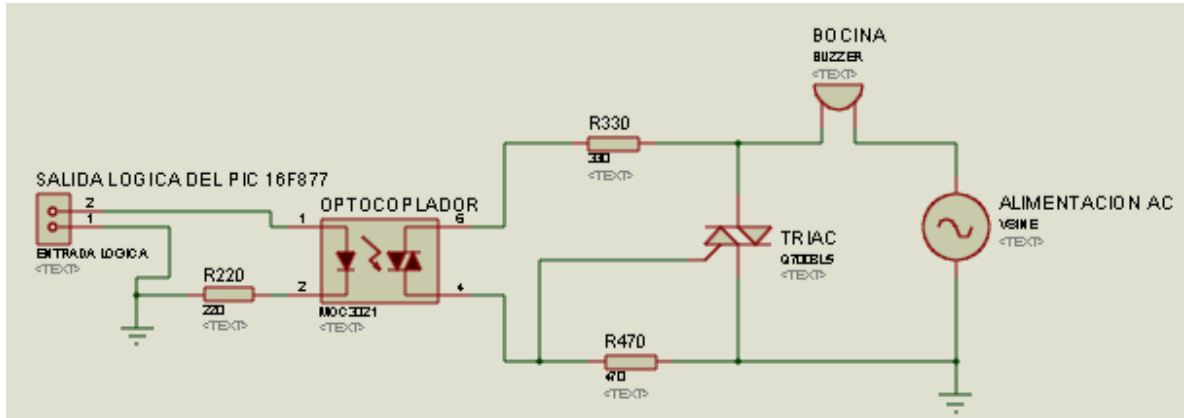 BOCINA
BUZZER
<TEXT>
R330
330
<TEXT>
SALIDA LOGICA DEL PIC 16F877
2
1
ENTRADA LOGICA
<TEXT>
OPTOCOPLADOR
1
6
2
4
MOC3021
<TEXT>
R220
220
<TEXT>
TRIAC
<TEXT>
ALIMENTACION AC
VSINE
<TEXT>
R470
470
<TEXT>